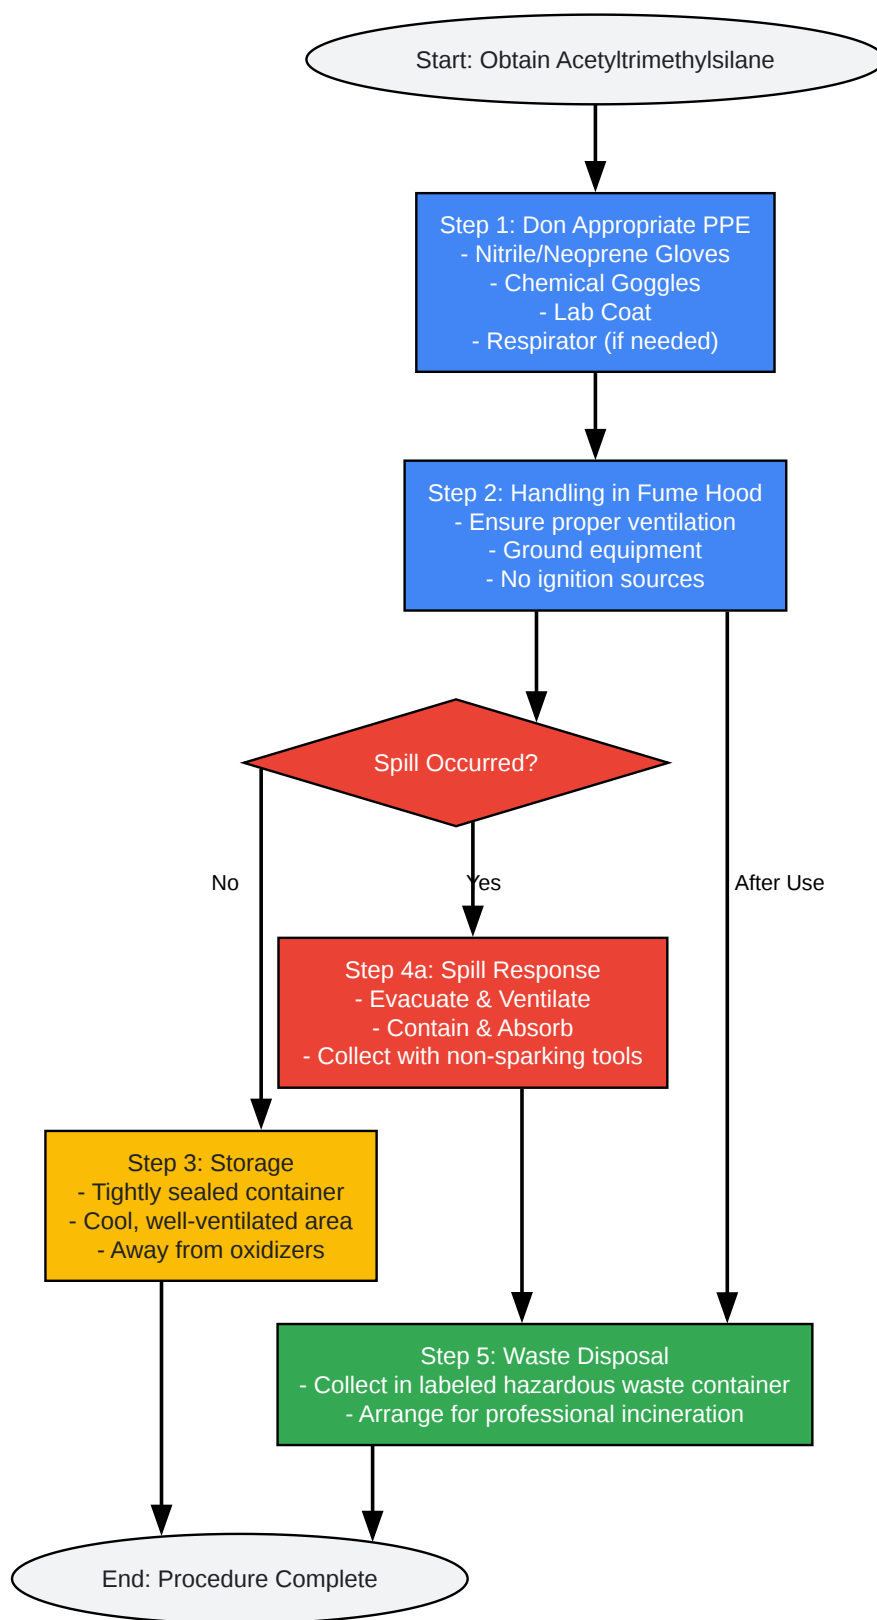 Start: Obtain Acetyltrimethylsilane
Step 1: Don Appropriate PPE
- Nitrile/Neoprene Gloves
- Chemical Goggles
- Lab Coat
- Respirator (if needed)
Step 2: Handling in Fume Hood
- Ensure proper ventilation
- Ground equipment
- No ignition sources
Spill Occurred?
No
Yes
After Use
Step 4a: Spill Response
- Evacuate & Ventilate
- Contain & Absorb
- Collect with non-sparking tools
Step 3: Storage
- Tightly sealed container
- Cool, well-ventilated area
- Away from oxidizers
Step 5: Waste Disposal
- Collect in labeled hazardous waste container
- Arrange for professional incineration
End: Procedure Complete